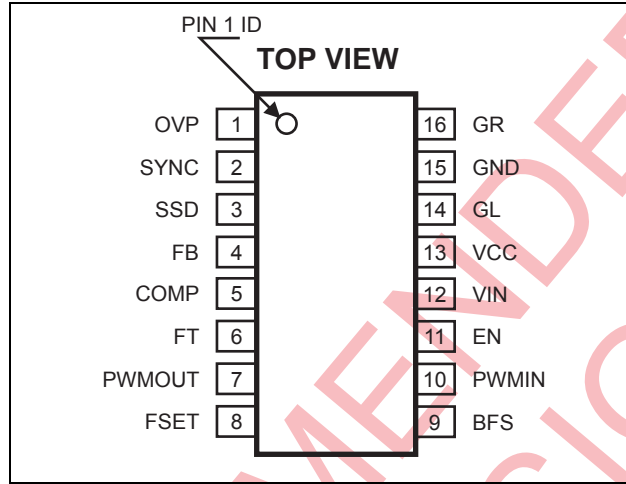 PIN 1 ID
TOP VIEW
OVP 1 16 GR
SYNC 2 15 GND
SSD 3 14 GL
FB 4 13 VCC
COMP 5 12 VIN
FT 6 11 EN
PWMOUT 7 10 PWMIN
FSET 8 9 BFS